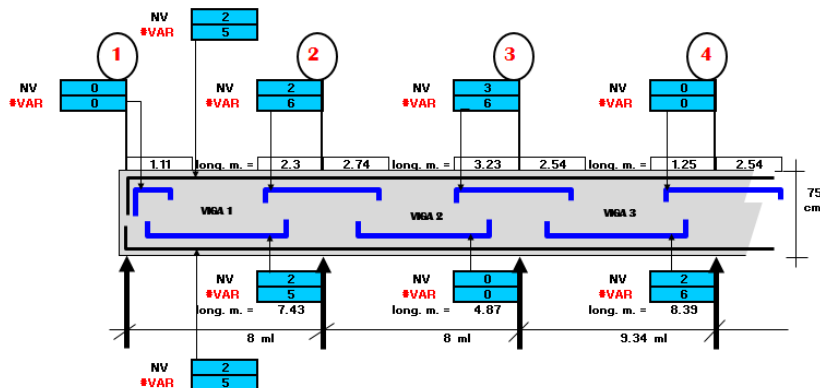 NV 2
#VAR 5
1 2 3 4
NV 0 NV 2 NV 3 NV 0
#VAR 0 #VAR 6 #VAR 6 #VAR 0
1.11 long. m. = 2.3 2.74 long. m. = 3.23 2.54 long. m. = 1.25 2.54
75
cm
VIGA 1 VIGA 2 VIGA 3
NV 2 NV 0 NV 2
#VAR 5 #VAR 0 #VAR 6
long. m. = 7.43 long. m. = 4.87 long. m. = 8.39
8 ml 8 ml 9.34 ml
NV 2
#VAR 5